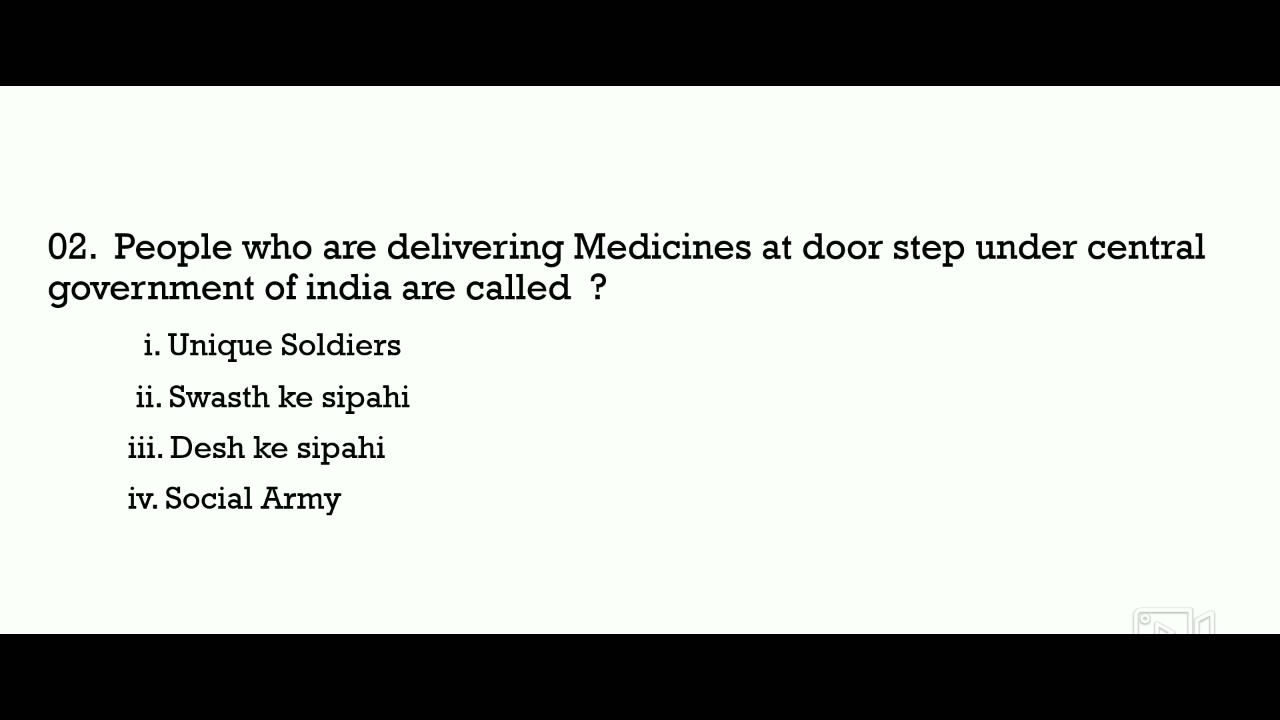 02. People who are delivering Medicines at door step under central
government of india are called ?
i. Unique Soldiers
ii. Swasth ke sipahi
iii. Desh ke sipahi
iv. Social Army